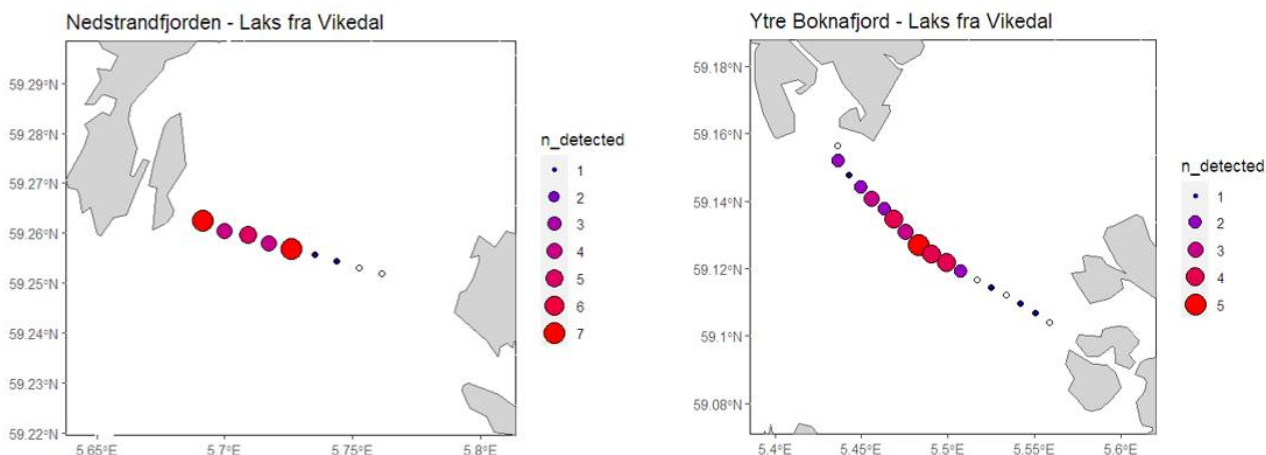 Nedstrandfjorden - Laks fra Vikedal
59.29°N
59.28°N
59.27°N
59.26°N
59.25°N
59.24°N
59.23°N
59.22°N
5.65°E
5.7°E
5.75°E
5.8°E
n_detected
1
2
3
4
5
6
7
Ytre Boknafjord - Laks fra Vikedal
59.18°N
59.16°N
59.14°N
59.12°N
59.1°N
59.08°N
5.4°E
5.45°E
5.5°E
5.55°E
5.6°E
n_detected
1
2
3
4
5